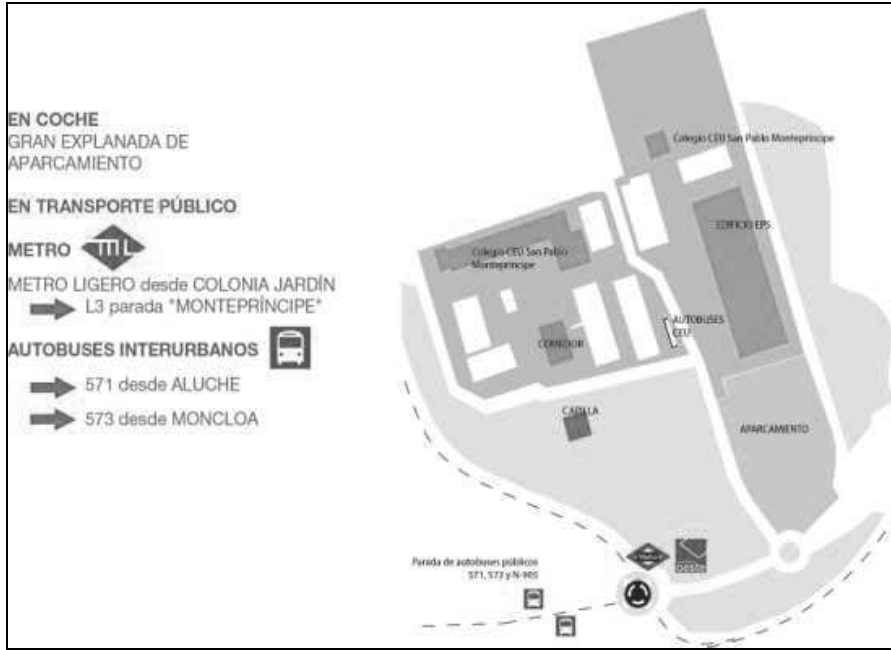 EN COCHE
GRAN EXPLANADA DE
APARCAMIENTO
EN TRANSPORTE PÚBLICO
METRO
ML
METRO LIGERO desde COLONIA JARDÍN
L3 parada "MONTEPRÍNCIPE"
AUTOBUSES INTERURBANOS
571 desde ALUCHE
573 desde MONCLOA
Colegio CEU San Pablo Montepríncipe
EDIFICIO EPS
Colegio CEU San Pablo
Montepríncipe
AUTOBUSES
CEU
COMEDOR
CAPILLA
APARCAMIENTO
Parada de autobuses públicos
571, 573 y N-905
oeste